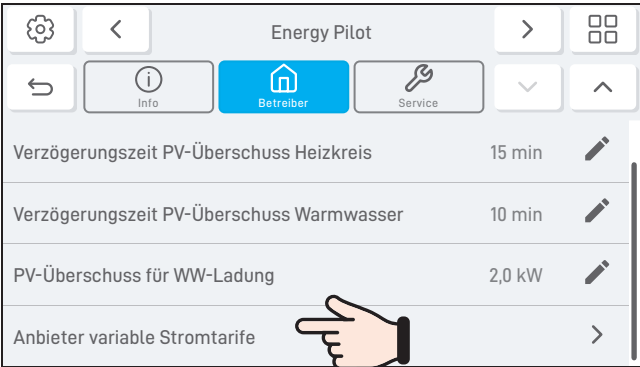 Energy Pilot
Info
Betreiber
Service
Verzögerungszeit PV-Überschuss Heizkreis 15 min
Verzögerungszeit PV-Überschuss Warmwasser 10 min
PV-Überschuss für WW-Ladung 2,0 kW
Anbieter variable Stromtarife